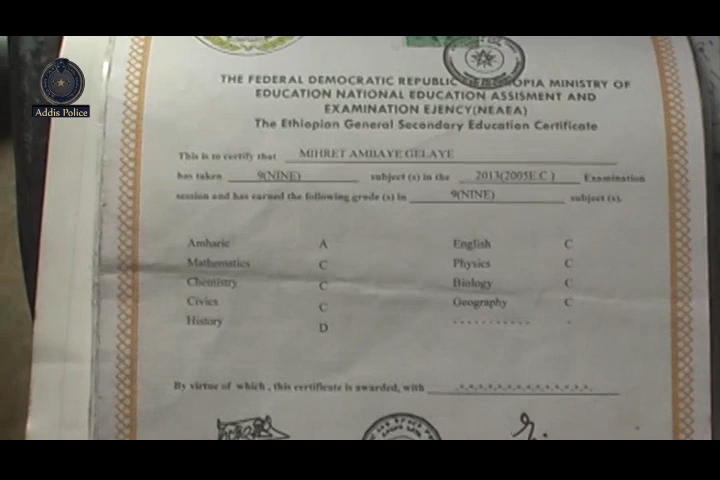 THE FEDERAL DEMOCRATIC REPUBLIC OPIA MINISTRY OF
EDUCATION NATIONAL EDUCATION ASSISMENT AND
EXAMINATION EJENCY(NEAEA)
The Ethiopian General Secondary Education Certificate
Addis Police
This is to certify that MIHRET AMBAYE GELAYE
has taken 9(NINE) subject (s) in the 2013(2005E.C ) Examination
session and has earned the following grade (s) in 9(NINE) subject (s).
Amharic A English C
Mathematics C Physics C
Chemistry C Biology C
Civics C Geography C
History D
By virtue of which , this certificate is awarded, with